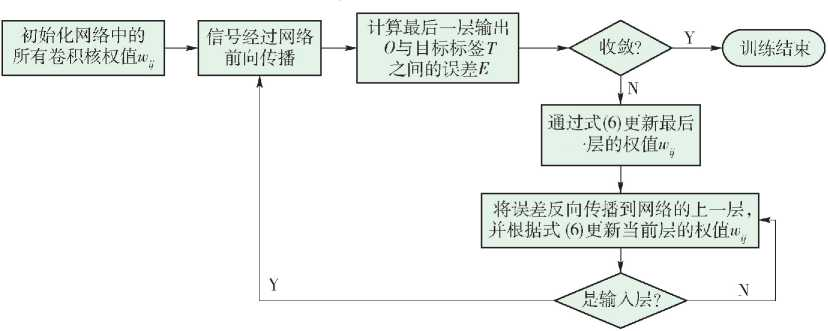 初始化网络中的
所有卷积核权值wij
信号经过网络
前向传播
计算最后一层输出
O与目标标签T
之间的误差E
收敛?
Y
训练结束
N
通过式(6)更新最后
层的权值wij
将误差反向传播到网络的上一层,
并根据式(6)更新当前层的权值wij
是输入层?
Y
N